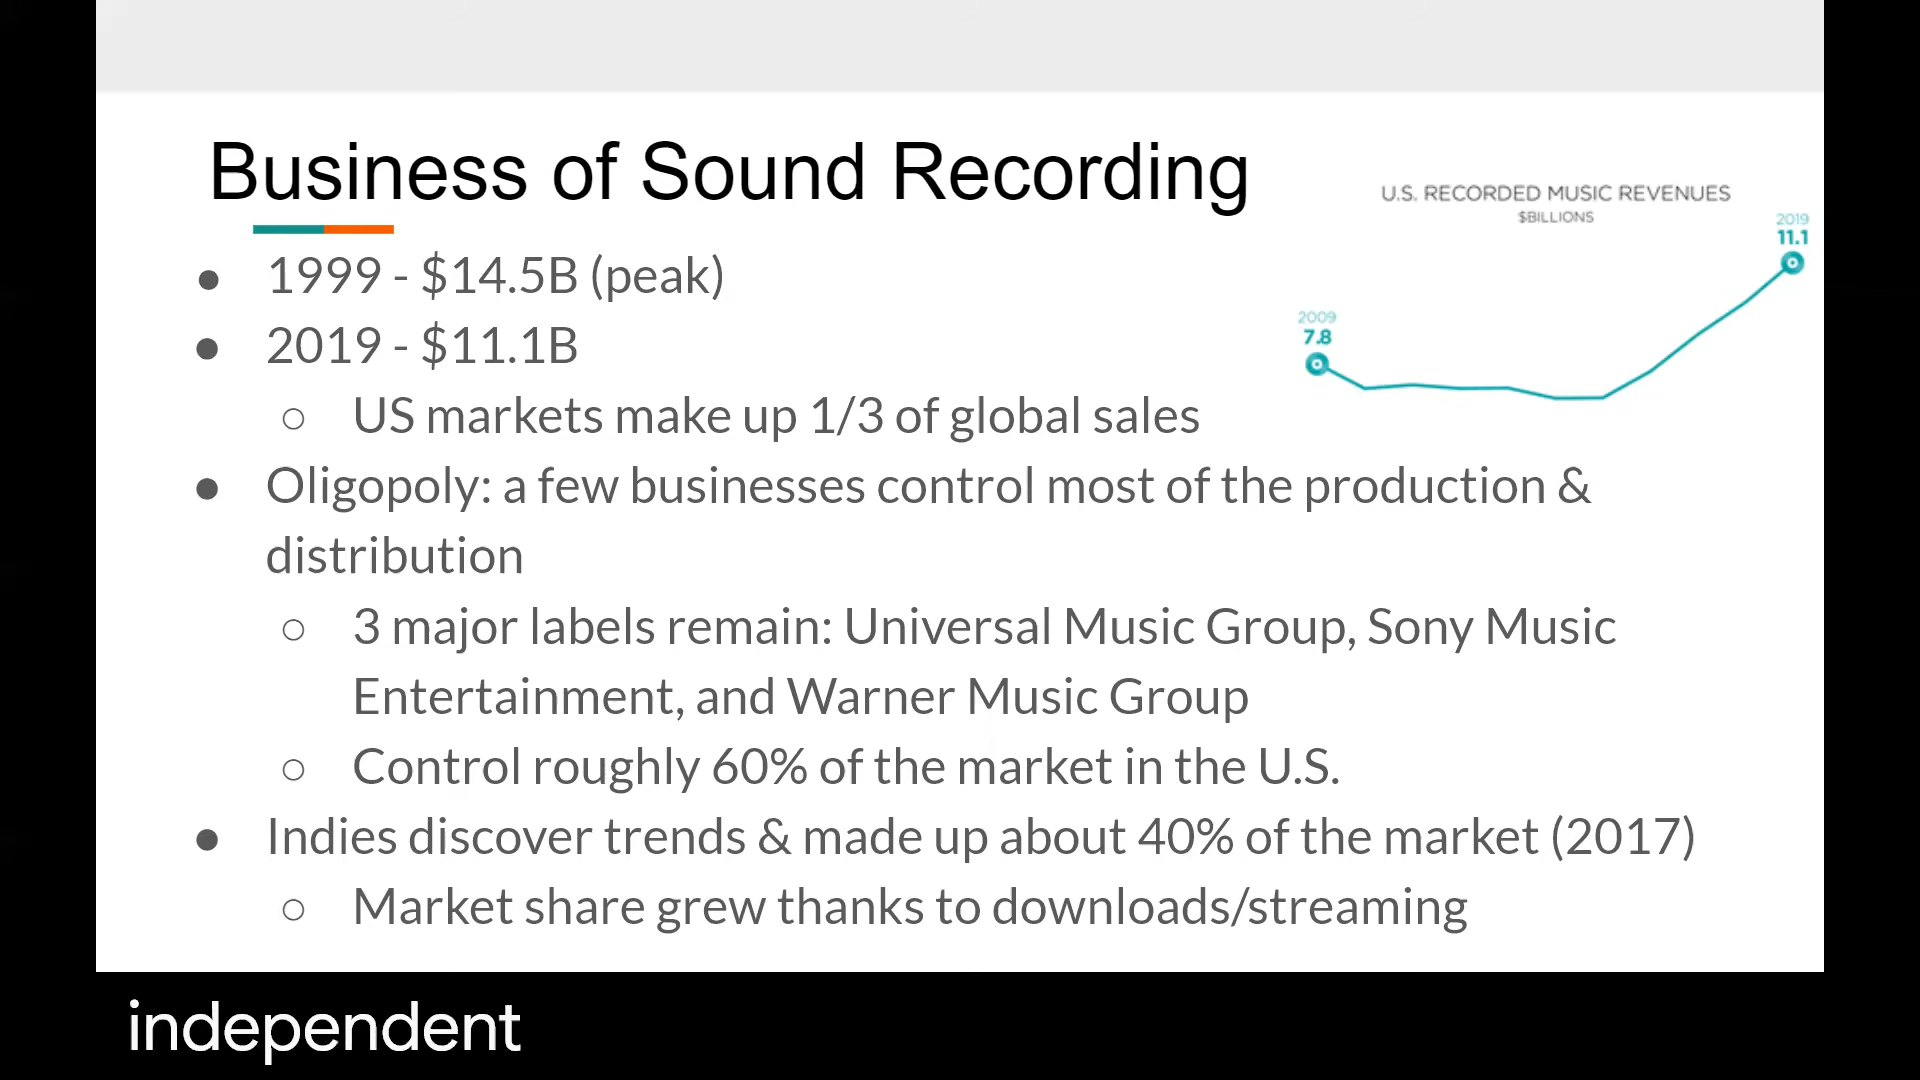 Business of Sound Recording
U.S. RECORDED MUSIC REVENUES
$BILLIONS
2019
11.1
2009
7.8
● 1999 - $14.5B (peak)
● 2019 - $11.1B
○ US markets make up 1/3 of global sales
● Oligopoly: a few businesses control most of the production &
distribution
○ 3 major labels remain: Universal Music Group, Sony Music
Entertainment, and Warner Music Group
○ Control roughly 60% of the market in the U.S.
● Indies discover trends & made up about 40% of the market (2017)
○ Market share grew thanks to downloads/streaming
independent